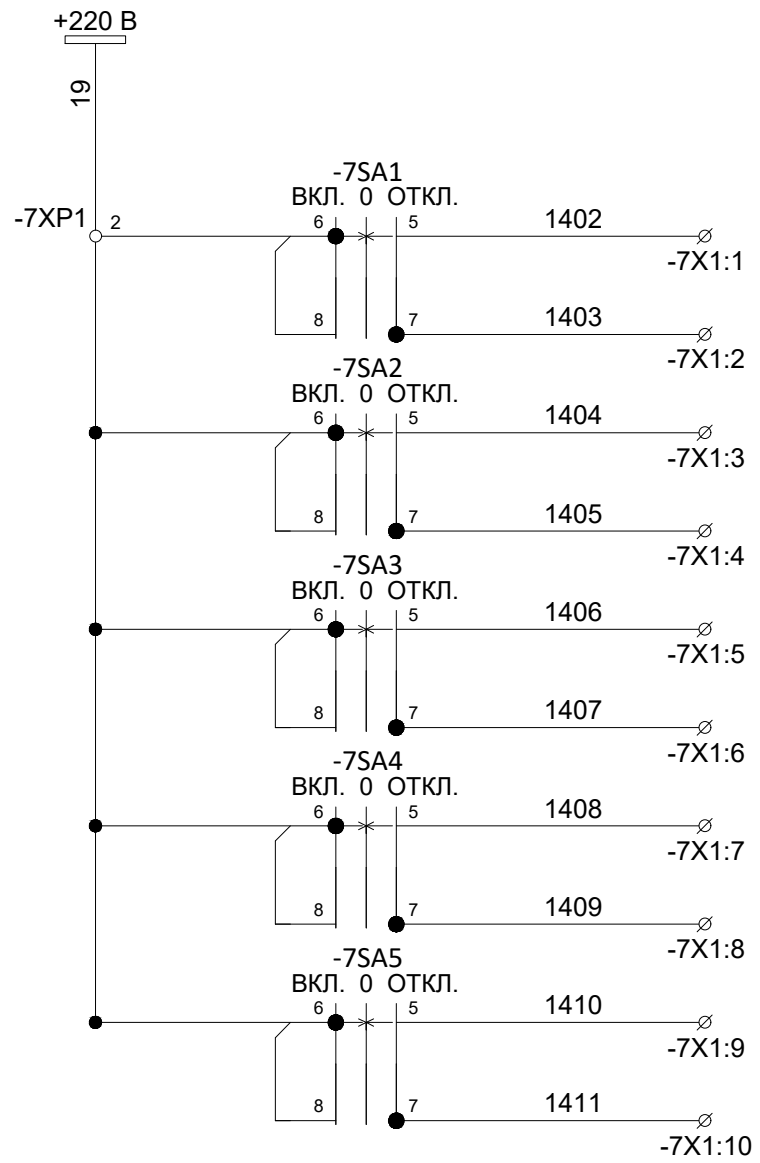 +220 В
19
-7XP1
2
-7SA1
ВКЛ. 0 ОТКЛ.
6 5
1402
-7X1:1
8 7
1403
-7X1:2
-7SA2
ВКЛ. 0 ОТКЛ.
6 5
1404
-7X1:3
8 7
1405
-7X1:4
-7SA3
ВКЛ. 0 ОТКЛ.
6 5
1406
-7X1:5
8 7
1407
-7X1:6
-7SA4
ВКЛ. 0 ОТКЛ.
6 5
1408
-7X1:7
8 7
1409
-7X1:8
-7SA5
ВКЛ. 0 ОТКЛ.
6 5
1410
-7X1:9
8 7
1411
-7X1:10